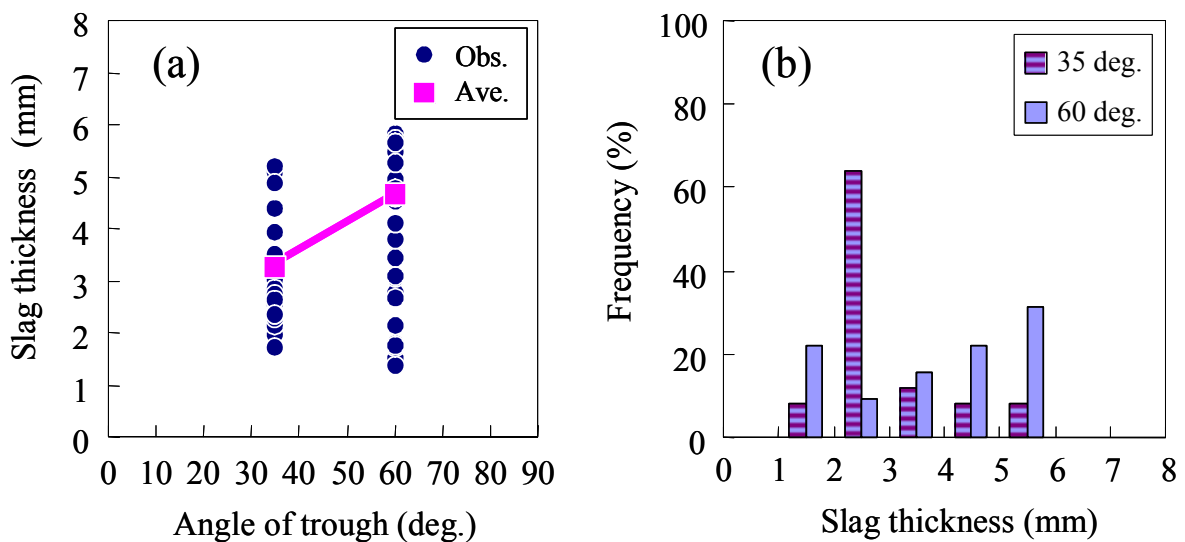 (a)
Obs.
Ave.
Slag thickness (mm)
8
7
6
5
4
3
2
1
0
0 10 20 30 40 50 60 70 80 90
Angle of trough (deg.)
(b)
35 deg.
60 deg.
Frequency (%)
100
80
60
40
20
0
0 1 2 3 4 5 6 7 8
Slag thickness (mm)